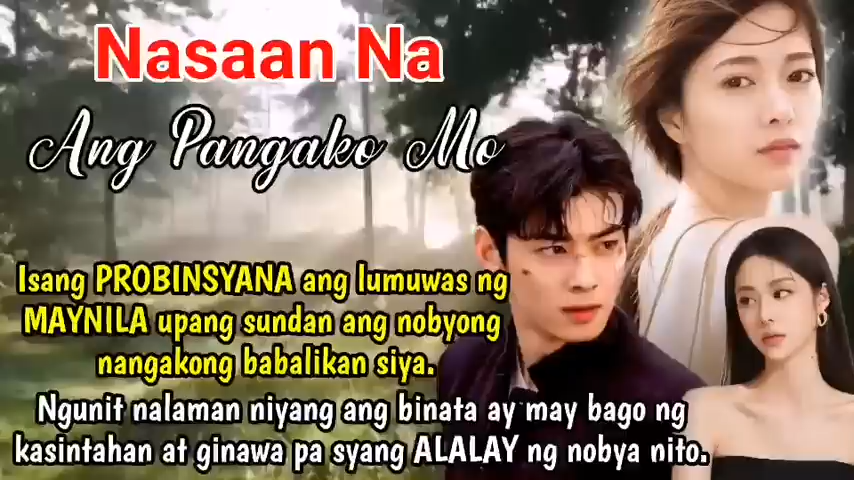 Nasaan Na
Ang Pangako Mo
Isang PROBINSYANA ang lumuwas ng
MAYNILA upang sundan ang nobyong
nangakong babalikan siya.
Ngunit nalaman niyang ang binata ay may bago ng
kasintahan at ginawa pa syang ALALAY ng nobya nito.